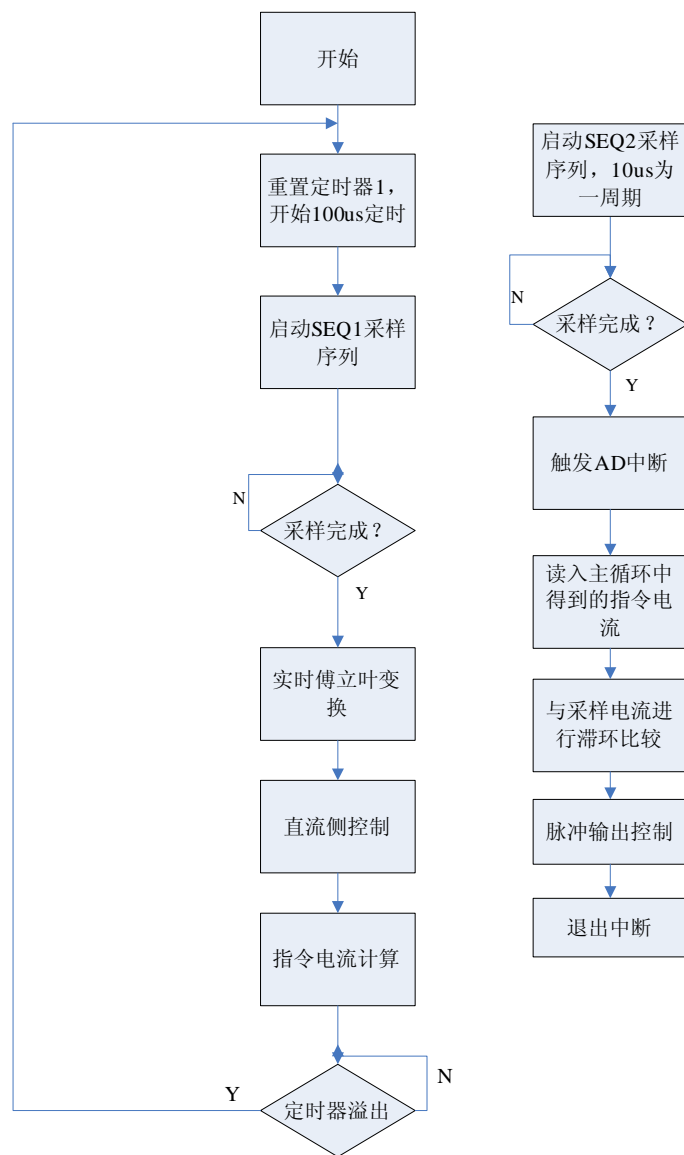 开始
重置定时器1，
开始100us定时
启动SEQ1采样
序列
N
采样完成？
Y
实时傅立叶变
换
直流侧控制
指令电流计算
Y
N
定时器溢出
启动SEQ2采样
序列，10us为
一周期
N
采样完成？
Y
触发AD中断
读入主循环中
得到的指令电
流
与采样电流进
行滞环比较
脉冲输出控制
退出中断